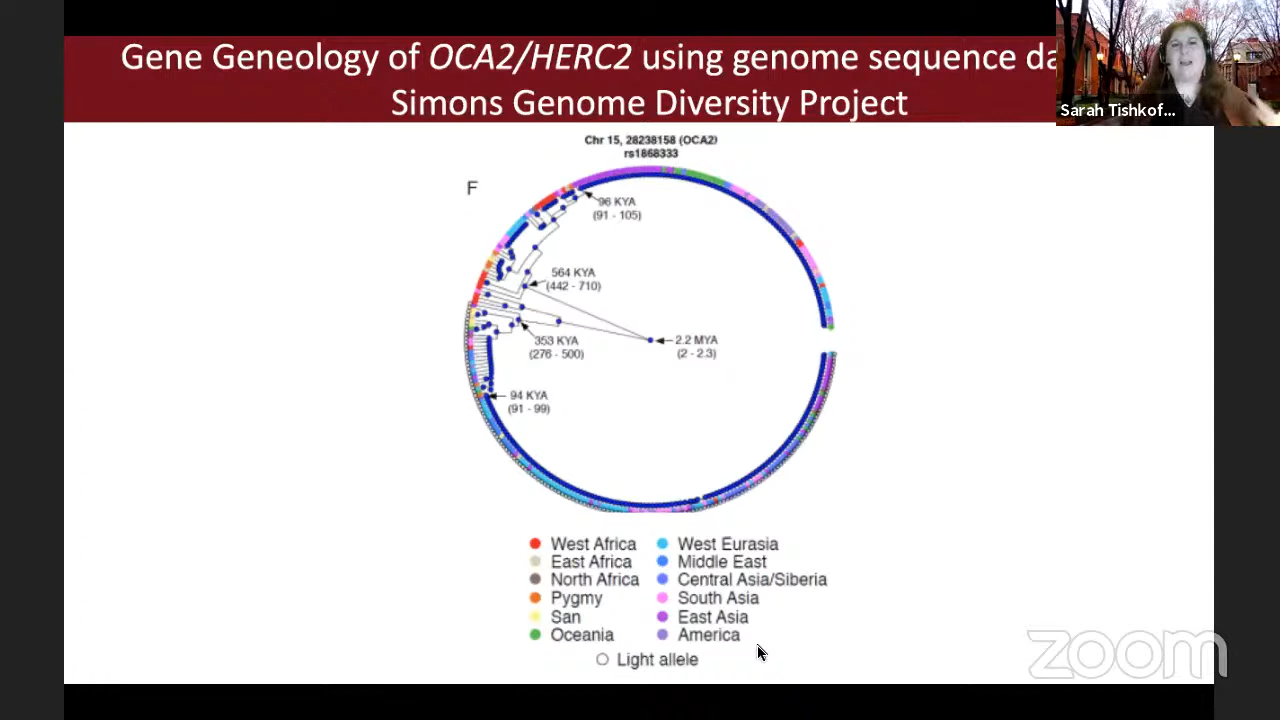 Gene Geneology of OCA2/HERC2 using genome sequence da
Simons Genome Diversity Project
Sarah Tishkof...
Chr 15, 28238158 (OCA2)
rs1868333
F
96 KYA
(91 - 105)
564 KYA
(442 - 710)
353 KYA
(276 - 500)
2.2 MYA
(2 - 2.3)
94 KYA
(91 - 99)
West Africa
East Africa
North Africa
Pygmy
San
Oceania
West Eurasia
Middle East
Central Asia/Siberia
South Asia
East Asia
America
Light allele
zoom